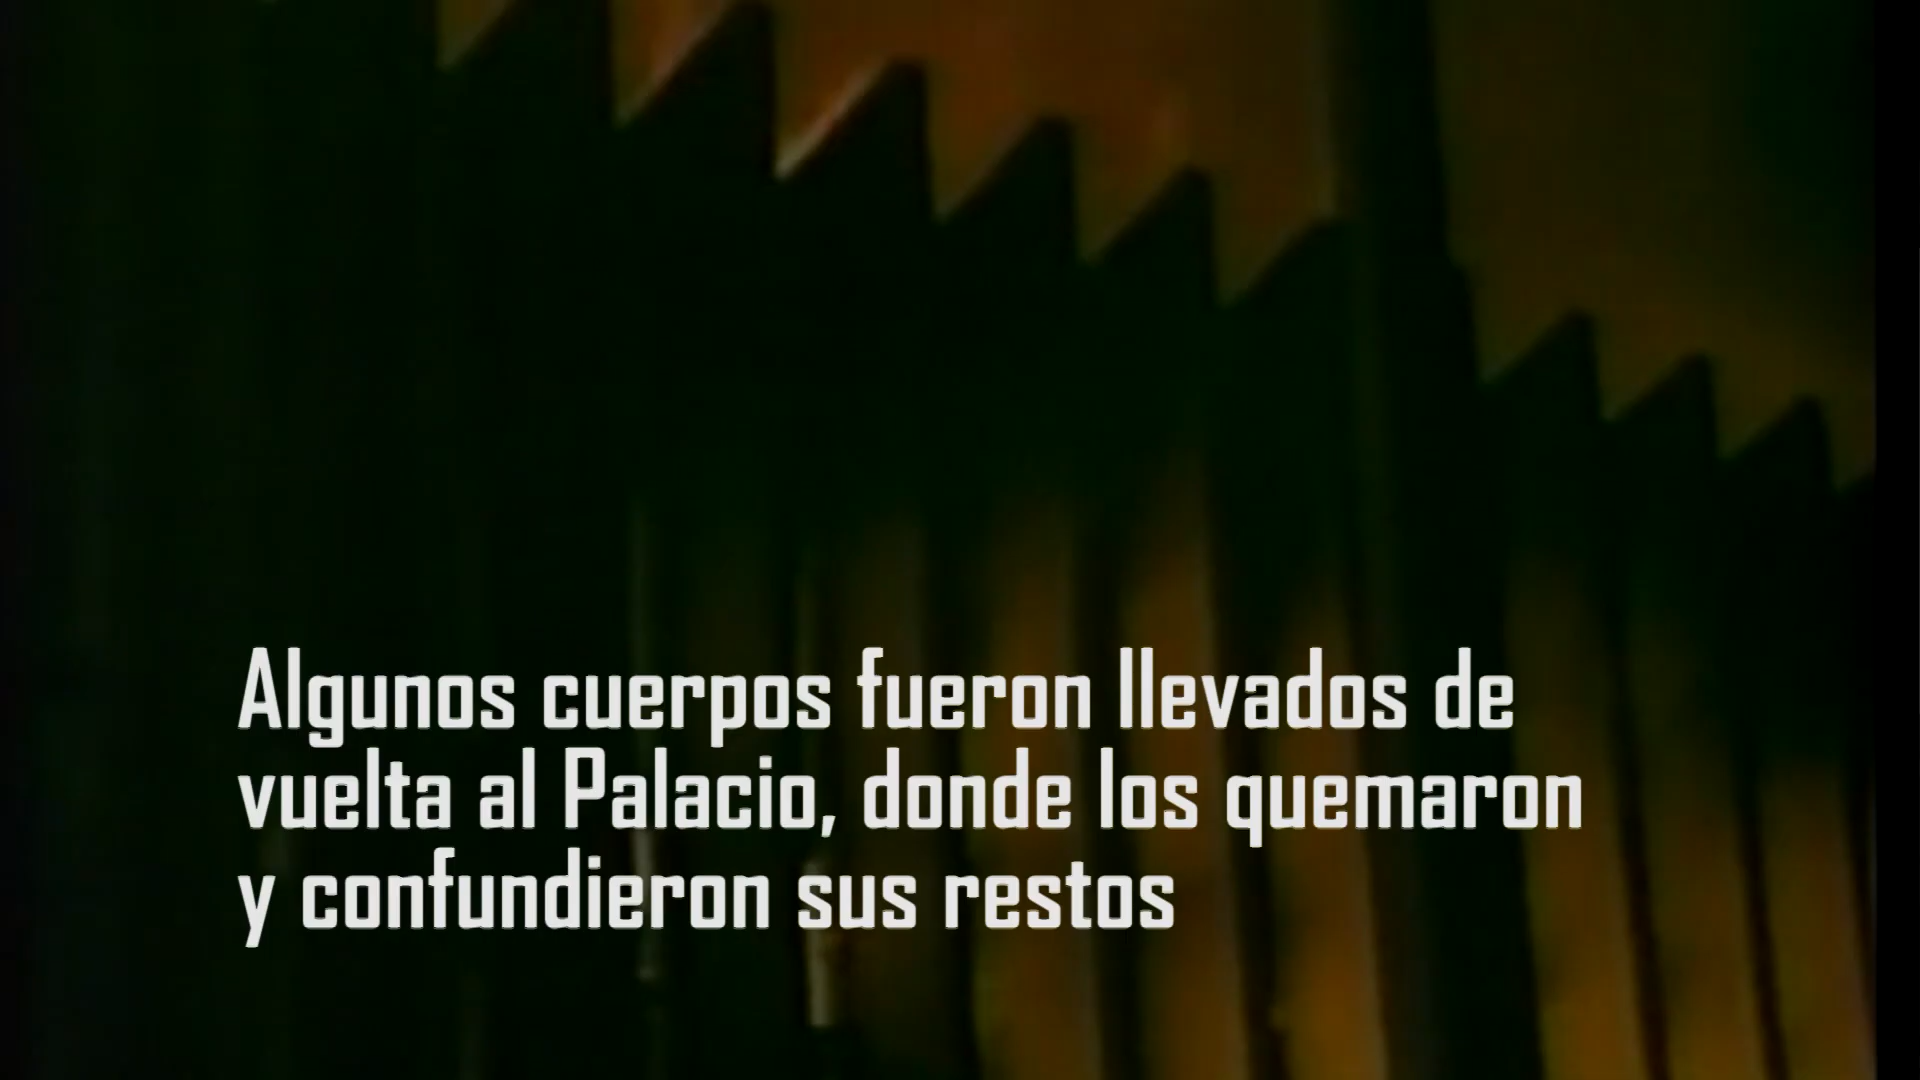 Algunos cuerpos fueron llevados de
vuelta al Palacio, donde los quemaron
y confundieron sus restos